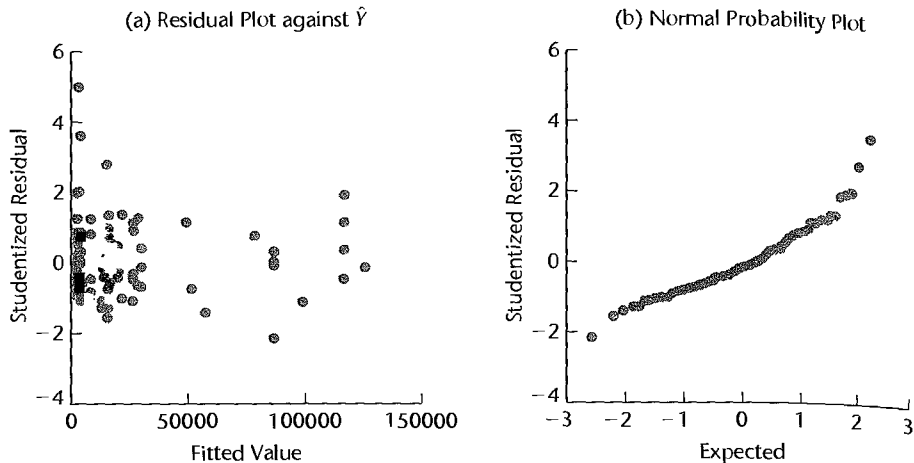 (a) Residual Plot against Ŷ
6
4
2
0
−2
−4
0 50000 100000 150000
Studentized Residual
Fitted Value
(b) Normal Probability Plot
6
4
2
0
−2
−4
−3 −2 −1 0 1 2 3
Studentized Residual
Expected